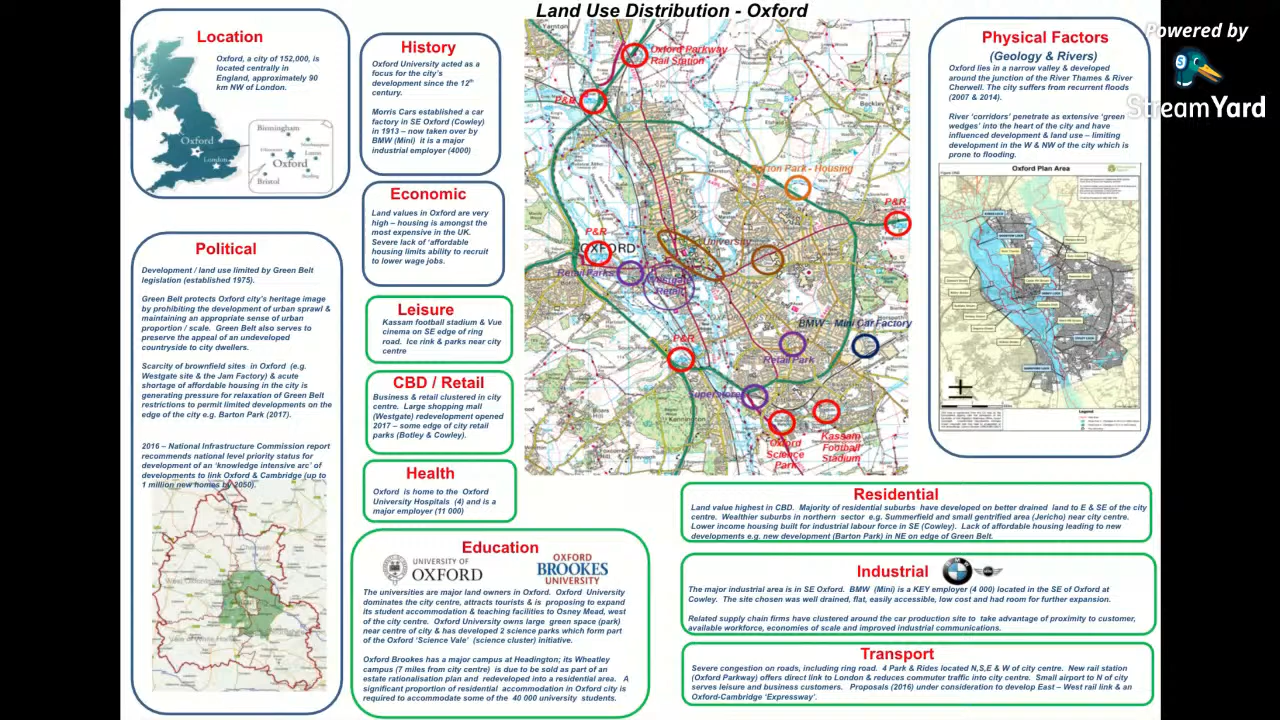 Land Use Distribution - Oxford
Powered by
StreamYard
Location
Oxford, a city of 152,000, is
located centrally in
England, approximately 90
km NW of London.
Oxford
London
Birmingham
Oxford
Bristol
Political
Development / land use limited by Green Belt
legislation (established 1975).
Green Belt protects Oxford city's heritage image
by prohibiting the development of urban sprawl &
maintaining an appropriate sense of urban
proportion / scale. Green Belt also serves to
preserve the appeal of an undeveloped
countryside to city dwellers.
Scarcity of brownfield sites in Oxford (e.g.
Westgate site & the Jam Factory) & acute
shortage of affordable housing in the city is
generating pressure for relaxation of Green Belt
restrictions to permit limited developments on the
edge of the city e.g. Barton Park (2017).
2016 – National Infrastructure Commission report
recommends national level priority status for
development of an 'knowledge intensive arc' of
developments to link Oxford & Cambridge (up to
1 million new homes by 2050).
History
Oxford University acted as a
focus for the city's
development since the 12th
century.
Morris Cars established a car
factory in SE Oxford (Cowley)
in 1913 – now taken over by
BMW (Mini) it is a major
industrial employer (4000)
Economic
Land values in Oxford are very
high – housing is amongst the
most expensive in the UK.
Severe lack of 'affordable
housing limits ability to recruit
to lower wage jobs.
Leisure
Kassam football stadium & Vue
cinema on SE edge of ring
road. Ice rink & parks near city
centre
CBD / Retail
Business & retail clustered in city
centre. Large shopping mall
(Westgate) redevelopment opened
2017 – some edge of city retail
parks (Botley & Cowley).
Health
Oxford is home to the Oxford
University Hospitals (4) and is a
major employer (11 000)
Education
UNIVERSITY OF
OXFORD
OXFORD
BROOKES
UNIVERSITY
The universities are major land owners in Oxford. Oxford University
dominates the city centre, attracts tourists & is proposing to expand
its student accommodation & teaching facilities to Osney Mead, west
of the city centre. Oxford University owns large green space (park)
near centre of city & has developed 2 science parks which form part
of the Oxford 'Science Vale' (science cluster) initiative.
Oxford Brookes has a major campus at Headington; its Wheatley
campus (7 miles from city centre) is due to be sold as part of an
estate rationalisation plan and redeveloped into a residential area. A
significant proportion of residential accommodation in Oxford city is
required to accommodate some of the 40 000 university students.
Oxford Parkway
Rail Station
P&R
Barton Park - Housing
P&R
P&R
OXFORD
University
Retail Parks
Westgate
Retail
BMW – Mini Car Factory
P&R
Retail Park
Superstore
Oxford
Science
Park
Kassam
Football
Stadium
Physical Factors
(Geology & Rivers)
Oxford lies in a narrow valley & developed
around the junction of the River Thames & River
Cherwell. The city suffers from recurrent floods
(2007 & 2014).
River 'corridors' penetrate as extensive 'green
wedges' into the heart of the city and have
influenced development & land use – limiting
development in the W & NW of the city which is
prone to flooding.
Oxford Plan Area
Residential
Land value highest in CBD. Majority of residential suburbs have developed on better drained land to E & SE of the city
centre. Wealthier suburbs in northern sector e.g. Summerfield and small gentrified area (Jericho) near city centre.
Lower income housing built for industrial labour force in SE (Cowley). Lack of affordable housing leading to new
developments e.g. new development (Barton Park) in NE on edge of Green Belt.
Industrial
The major industrial area is in SE Oxford. BMW (Mini) is a KEY employer (4 000) located in the SE of Oxford at
Cowley. The site chosen was well drained, flat, easily accessible, low cost and had room for further expansion.
Related supply chain firms have clustered around the car production site to take advantage of proximity to customer,
available workforce, economies of scale and improved industrial communications.
Transport
Severe congestion on roads, including ring road. 4 Park & Rides located N,S,E & W of city centre. New rail station
(Oxford Parkway) offers direct link to London & reduces commuter traffic into city centre. Small airport to N of city
serves leisure and business customers. Proposals (2016) under consideration to develop East – West rail link & an
Oxford-Cambridge 'Expressway'.